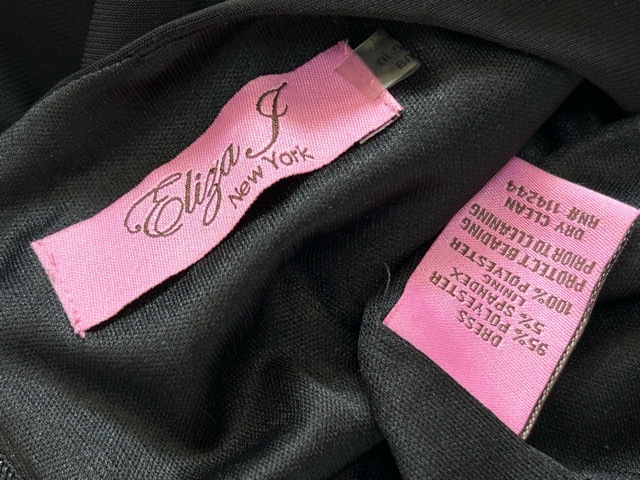 Eliza J
New York
DRESS
95% POLYESTER
5% SPANDEX
LINING
100% POLYESTER
PROTECT BEADING
PRIOR TO CLEANING
DRY CLEAN
RN# 114244